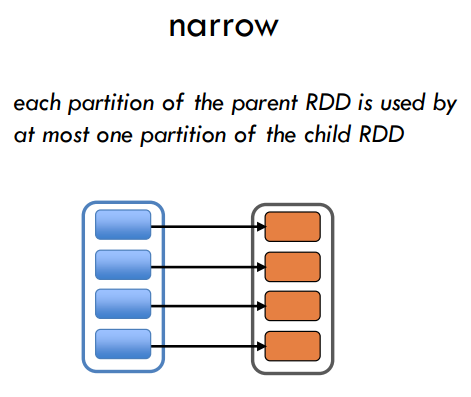 narrow
each partition of the parent RDD is used by
at most one partition of the child RDD